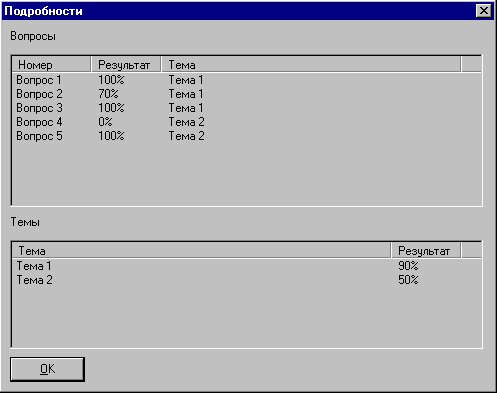 Подробности
Вопросы
Номер Результат Тема
Вопрос 1 100% Тема 1
Вопрос 2 70% Тема 1
Вопрос 3 100% Тема 1
Вопрос 4 0% Тема 2
Вопрос 5 100% Тема 2
Темы
Тема Результат
Тема 1 90%
Тема 2 50%
OK